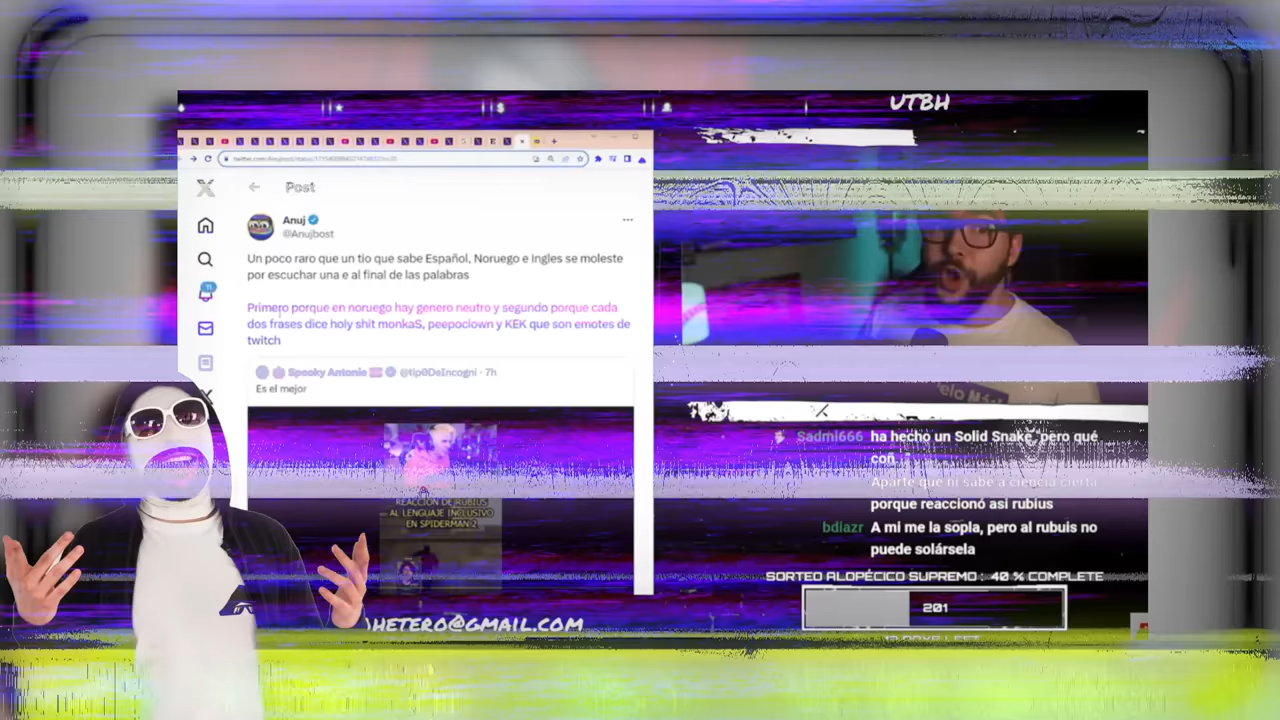 UTBH
Post
Anuj
@Anujbost
Un poco raro que un tío que sabe Español, Noruego e Ingles se moleste
por escuchar una e al final de las palabras
Primero porque en noruego hay genero neutro y segundo porque cada
dos frases dice holy shit monkaS, peepoclown y KEK que son emotes de
twitch
Spooky Antonio @tip0DeIncogni · 7h
Es el mejor
REACCION DE RUBIUS
AL LENGUAJE INCLUSIVO
EN SPIDERMAN 2
Sadml666 ha hecho un Solid Snake, pero qué
coñ...
Aparte que ni sabe a ciencia cierta
porque reaccionó asi rubius
bdiazr A mi me la sopla, pero al rubuis no
puede solársela
SORTEO ALOPÉCICO SUPREMO: 40 % COMPLETE
201
HETERO@GMAIL.COM